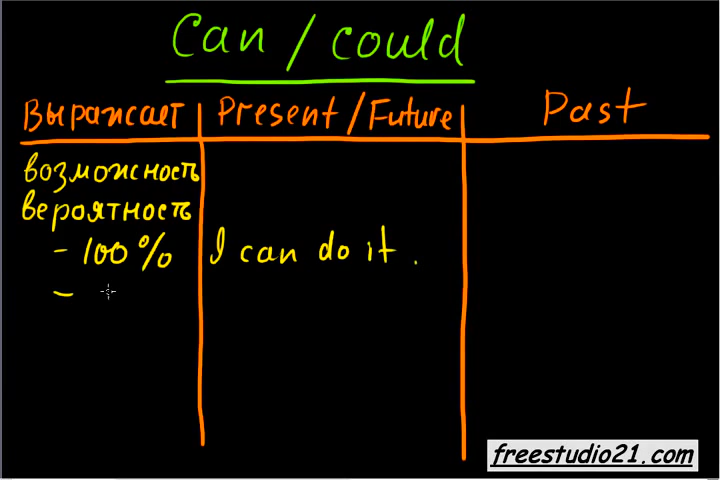 Can / could
Выражает Present / Future Past
возможность
вероятность
- 100% I can do it.
-
freestudio21.com